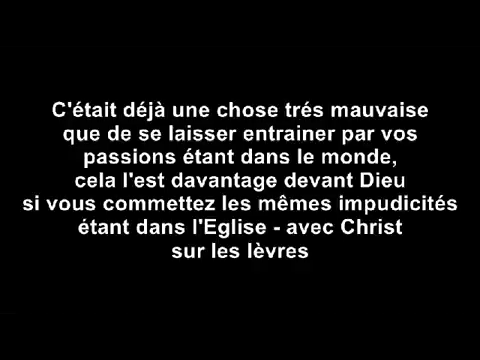 C'était déjà une chose trés mauvaise
que de se laisser entrainer par vos
passions étant dans le monde,
cela l'est davantage devant Dieu
si vous commettez les mêmes impudicités
étant dans l'Eglise - avec Christ
sur les lèvres